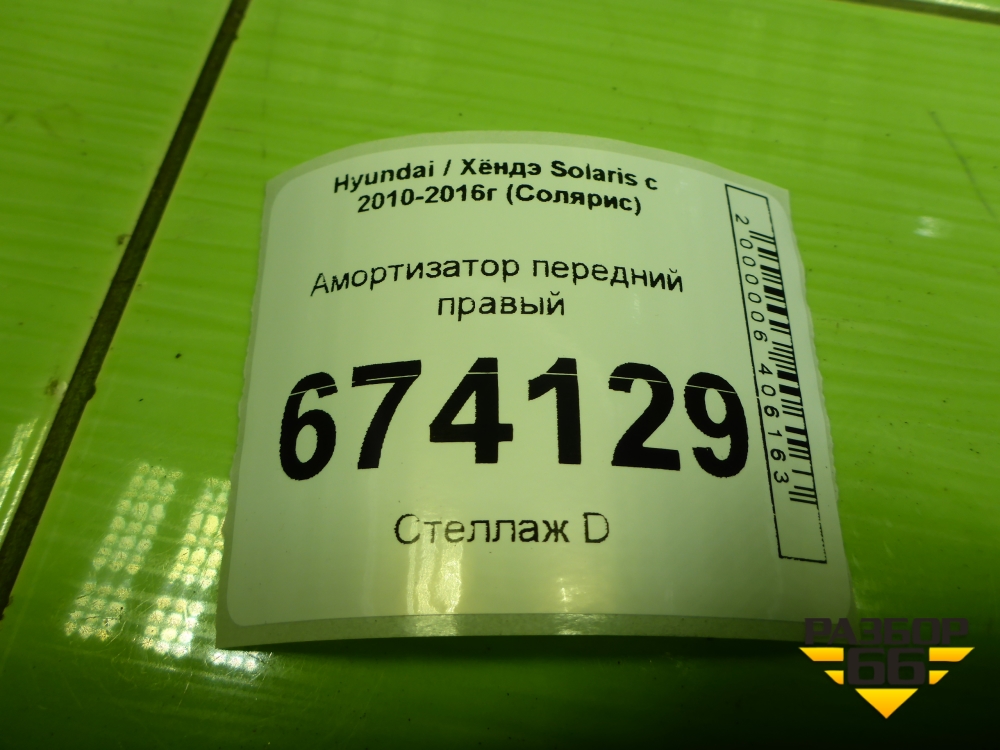 Hyundai / Хёндэ Solaris с
2010-2016г (Солярис)
Амортизатор передний
правый
674129
Стеллаж D
2000006406163
РАЗБОР
66